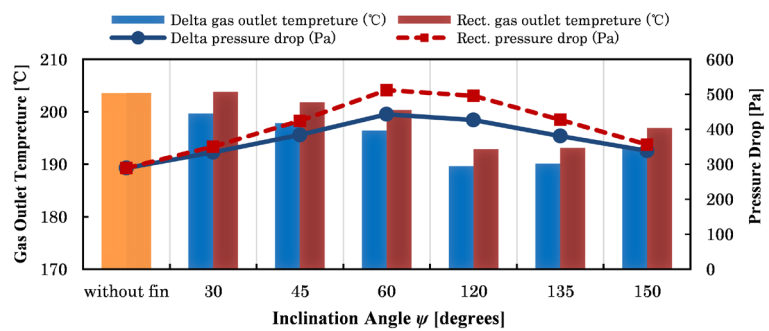 Delta gas outlet tempreture (℃) Rect. gas outlet tempreture (℃)
Delta pressure drop (Pa) Rect. pressure drop (Pa)
210 600
500
200 400
190 300
200
180
100
170 0
without fin 30 45 60 120 135 150
Gas Outlet Tempreture [℃]
Pressure Drop [Pa]
Inclination Angle ψ [degrees]